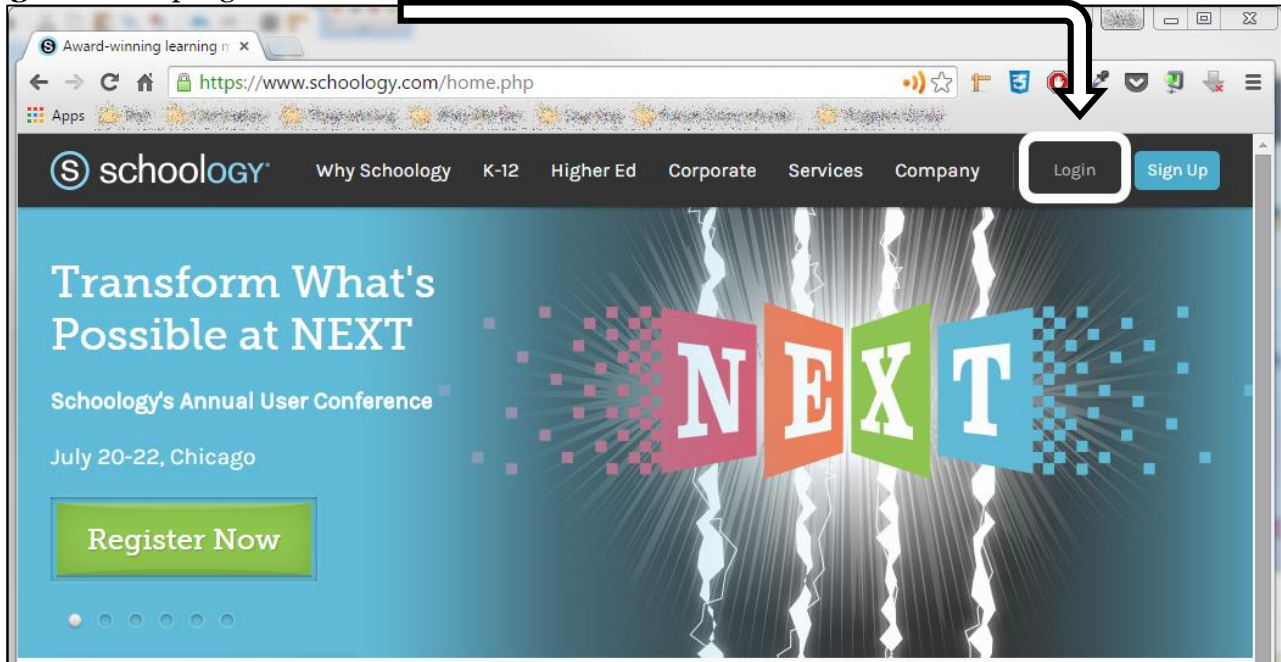 Award-winning learning n
https://www.schoology.com/home.php
Apps
S schoology
Why Schoology K-12 Higher Ed Corporate Services Company Login Sign Up
Transform What's
Possible at NEXT
NEXT
Schoology's Annual User Conference
July 20-22, Chicago
Register Now